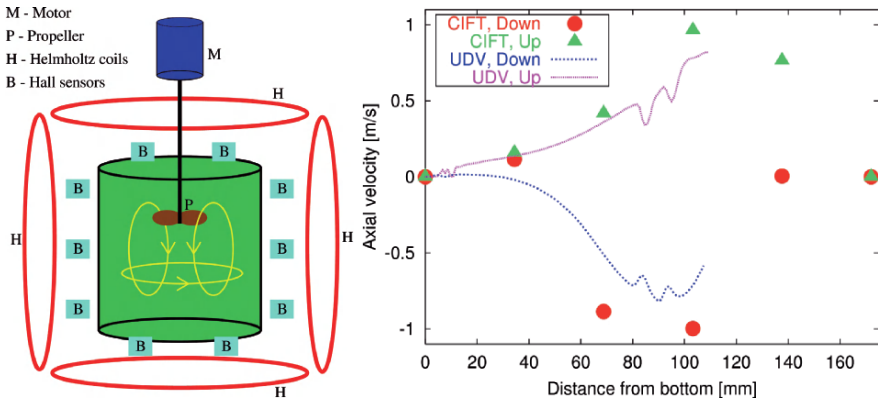 M - Motor
P - Propeller
H - Helmholtz coils
B - Hall sensors
M
H
B
B
P
B
B
H
B
B
H
B
B
B
B
H
CIFT, Down
CIFT, Up
UDV, Down
UDV, Up
1
0.5
0
-0.5
-1
Axial velocity [m/s]
0 20 40 60 80 100 120 140 160
Distance from bottom [mm]